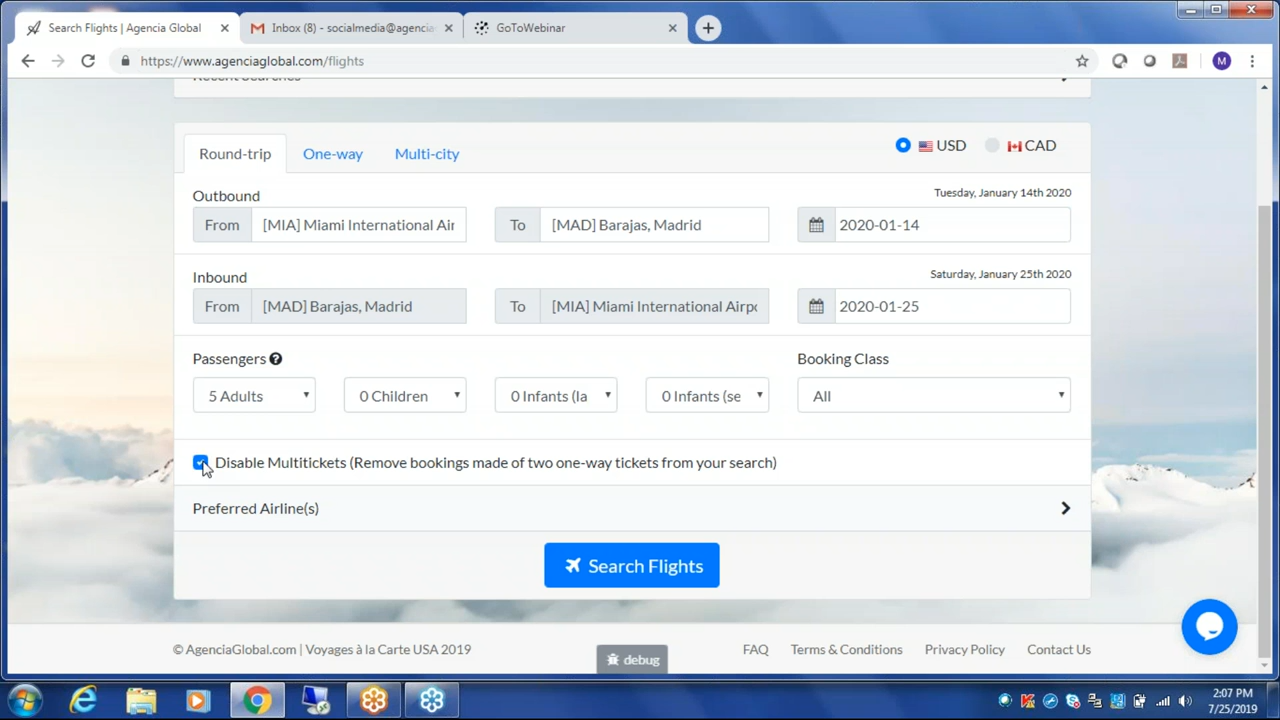 Search Flights | Agencia Global
Inbox (8) - socialmedia@agencia
GoToWebinar
https://www.agenciaglobal.com/flights
M
Recent Searches
Round-trip
One-way
Multi-city
USD
CAD
Outbound
Tuesday, January 14th 2020
From
[MIA] Miami International Air
To
[MAD] Barajas, Madrid
2020-01-14
Inbound
Saturday, January 25th 2020
From
[MAD] Barajas, Madrid
To
[MIA] Miami International Airpo
2020-01-25
Passengers
Booking Class
5 Adults
0 Children
0 Infants (la
0 Infants (se
All
Disable Multitickets (Remove bookings made of two one-way tickets from your search)
Preferred Airline(s)
Search Flights
© AgenciaGlobal.com | Voyages à la Carte USA 2019
debug
FAQ
Terms & Conditions
Privacy Policy
Contact Us
2:07 PM
7/25/2019